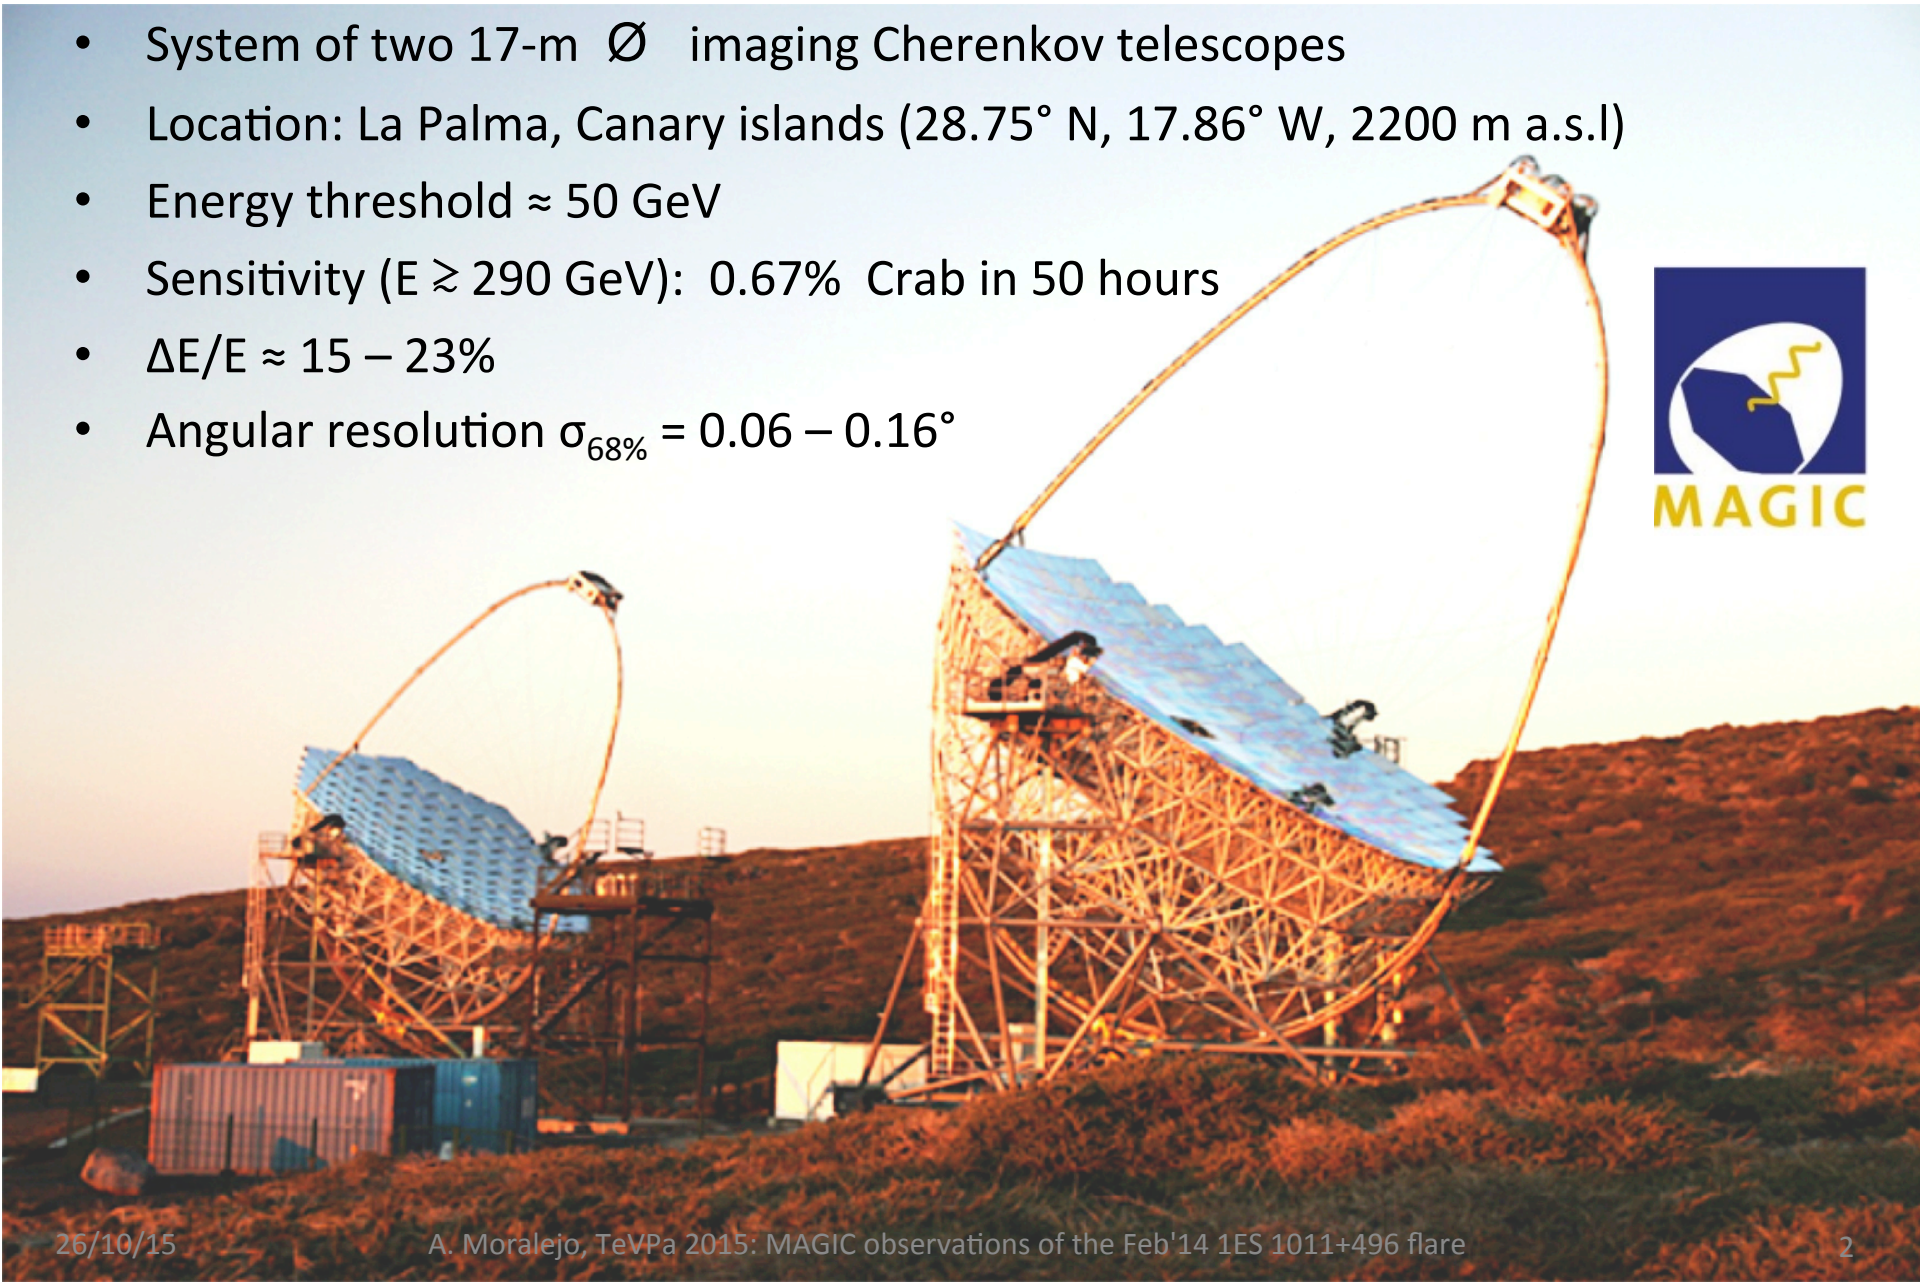 • System of two 17-m Ø imaging Cherenkov telescopes
• Location: La Palma, Canary islands (28.75° N, 17.86° W, 2200 m a.s.l)
• Energy threshold ≈ 50 GeV
• Sensitivity (E ≳ 290 GeV): 0.67% Crab in 50 hours
• ΔE/E ≈ 15 – 23%
• Angular resolution σ68% = 0.06 – 0.16°
MAGIC
26/10/15 A. Moralejo, TeVPa 2015: MAGIC observations of the Feb'14 1ES 1011+496 flare 2